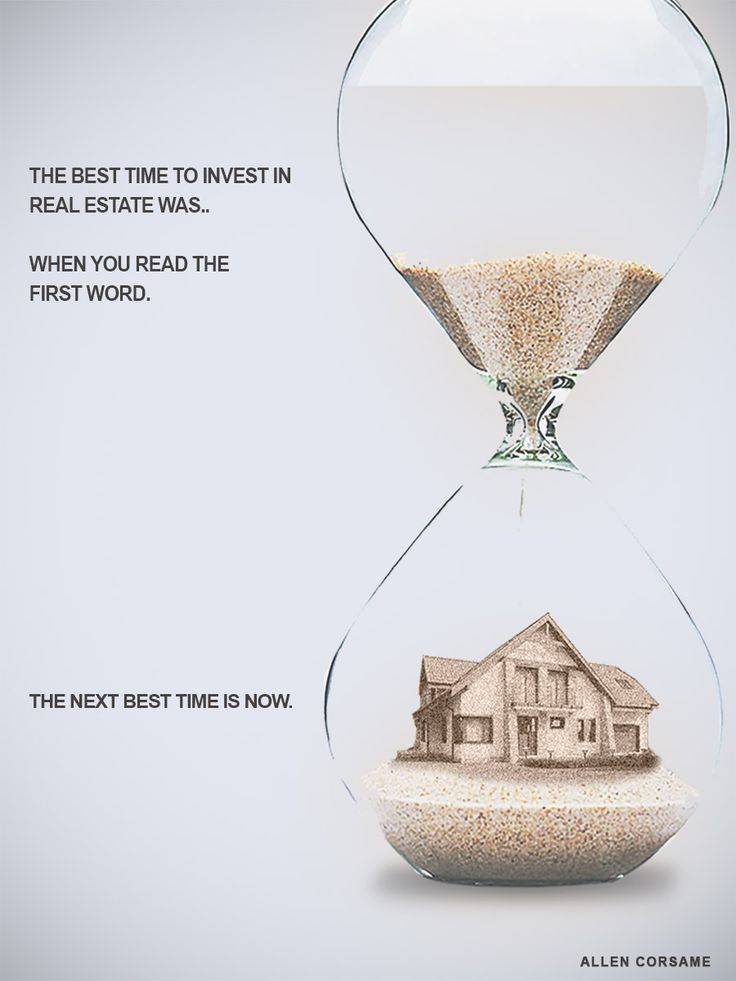 THE BEST TIME TO INVEST IN
REAL ESTATE WAS..
WHEN YOU READ THE
FIRST WORD.
THE NEXT BEST TIME IS NOW.
ALLEN CORSAME